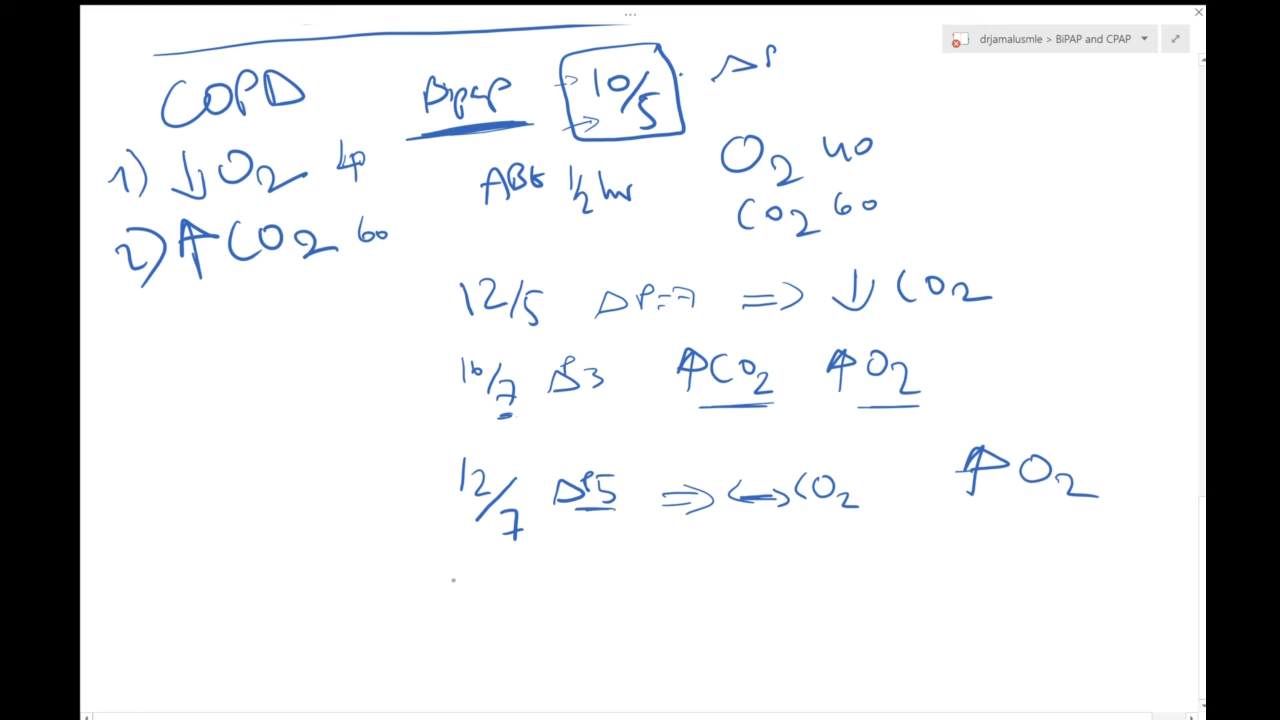 drjamalusmle > BiPAP and CPAP
COPD Bipap 10/5 ΔP
1) ↓O2 40 ABG 1/2 hr O2 40
2) ↑CO2 60 CO2 60
12/5 ΔP=7 => ↓CO2
10/7 ΔP3 ↑CO2 ↑O2
12/7 ΔP5 => <-> CO2 ↑O2